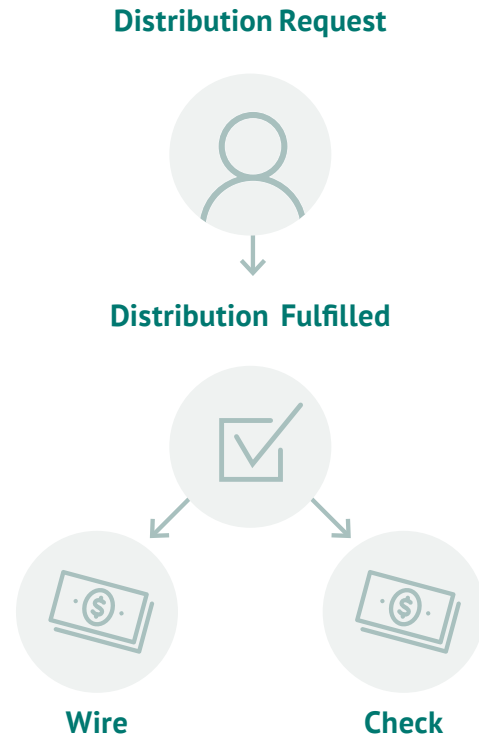 Distribution Request
Distribution Fulfilled
$
$
Wire
Check